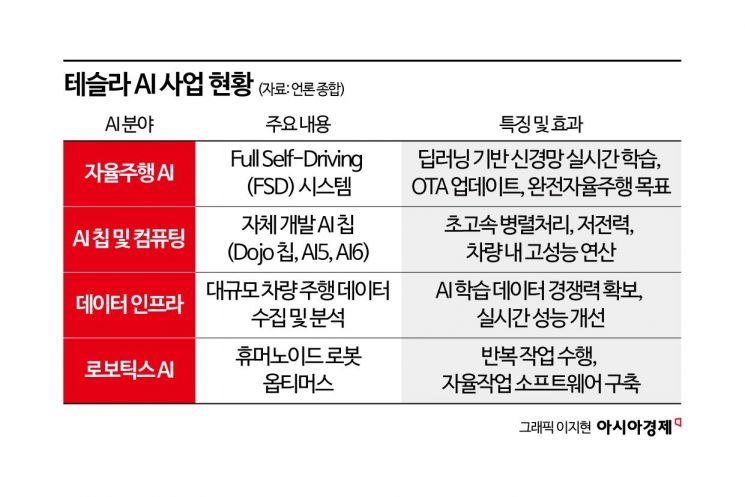 테슬라 AI 사업 현황 (자료: 언론 종합)
AI 분야 주요 내용 특징 및 효과
자율주행 AI
Full Self-Driving
(FSD) 시스템
딥러닝 기반 신경망 실시간 학습,
OTA 업데이트, 완전자율주행 목표
AI 칩 및 컴퓨팅
자체 개발 AI 칩
(Dojo 칩, AI5, AI6)
초고속 병렬처리, 저전력,
차량 내 고성능 연산
데이터 인프라
대규모 차량 주행 데이터
수집 및 분석
AI 학습 데이터 경쟁력 확보,
실시간 성능 개선
로보틱스 AI
휴머노이드 로봇
옵티머스
반복 작업 수행,
자율작업 소프트웨어 구축
그래픽 이지현 아시아경제